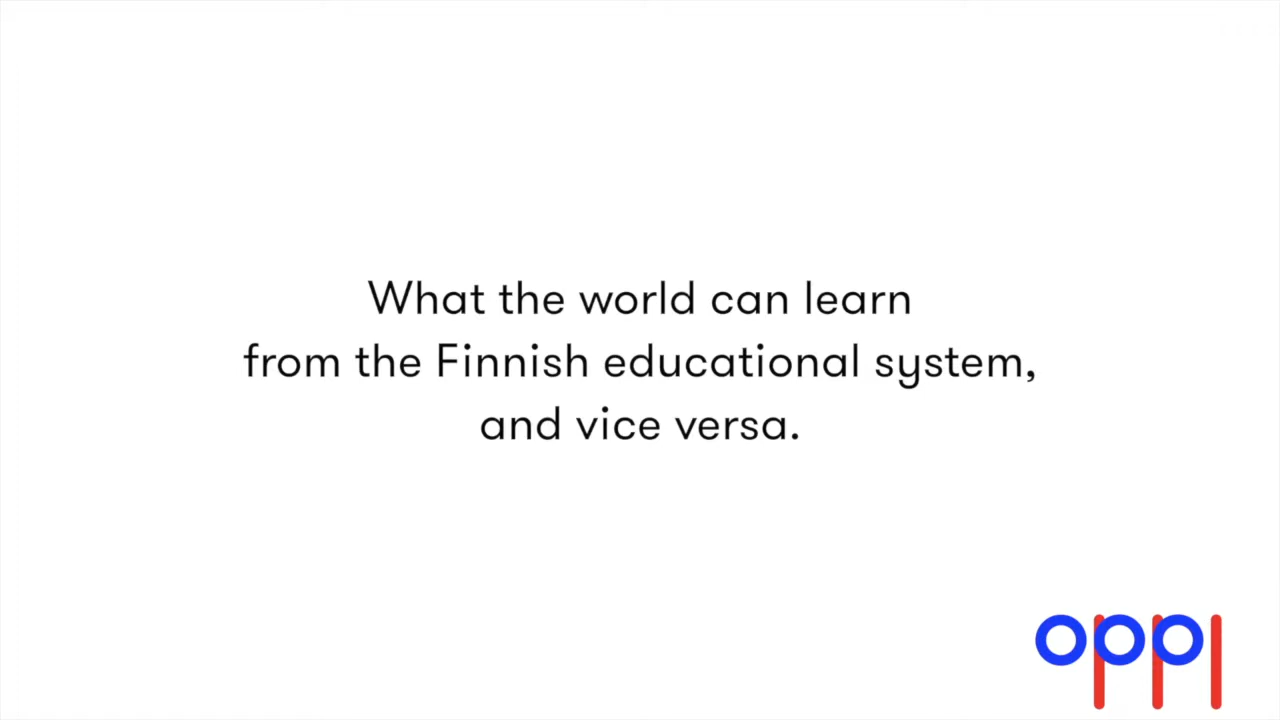 What the world can learn
from the Finnish educational system,
and vice versa.
oppi